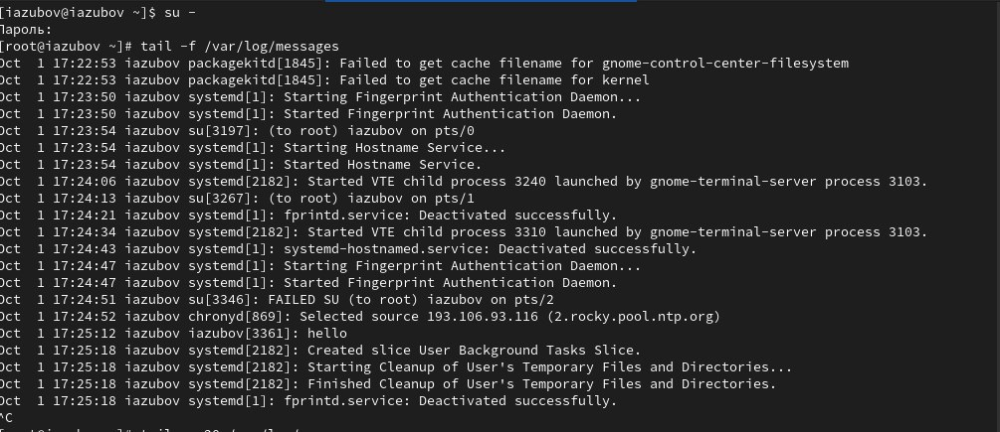 [iazubov@iazubov ~]$ su -
Пароль:
[root@iazubov ~]# tail -f /var/log/messages
Oct  1 17:22:53 iazubov packagekitd[1845]: Failed to get cache filename for gnome-control-center-filesystem
Oct  1 17:22:53 iazubov packagekitd[1845]: Failed to get cache filename for kernel
Oct  1 17:23:50 iazubov systemd[1]: Starting Fingerprint Authentication Daemon...
Oct  1 17:23:50 iazubov systemd[1]: Started Fingerprint Authentication Daemon.
Oct  1 17:23:54 iazubov su[3197]: (to root) iazubov on pts/0
Oct  1 17:23:54 iazubov systemd[1]: Starting Hostname Service...
Oct  1 17:23:54 iazubov systemd[1]: Started Hostname Service.
Oct  1 17:24:06 iazubov systemd[2182]: Started VTE child process 3240 launched by gnome-terminal-server process 3103.
Oct  1 17:24:13 iazubov su[3267]: (to root) iazubov on pts/1
Oct  1 17:24:21 iazubov systemd[1]: fprintd.service: Deactivated successfully.
Oct  1 17:24:34 iazubov systemd[2182]: Started VTE child process 3310 launched by gnome-terminal-server process 3103.
Oct  1 17:24:43 iazubov systemd[1]: systemd-hostnamed.service: Deactivated successfully.
Oct  1 17:24:47 iazubov systemd[1]: Starting Fingerprint Authentication Daemon...
Oct  1 17:24:47 iazubov systemd[1]: Started Fingerprint Authentication Daemon.
Oct  1 17:24:51 iazubov su[3346]: FAILED SU (to root) iazubov on pts/2
Oct  1 17:24:52 iazubov chronyd[869]: Selected source 193.106.93.116 (2.rocky.pool.ntp.org)
Oct  1 17:25:12 iazubov iazubov[3361]: hello
Oct  1 17:25:18 iazubov systemd[2182]: Created slice User Background Tasks Slice.
Oct  1 17:25:18 iazubov systemd[2182]: Starting Cleanup of User's Temporary Files and Directories...
Oct  1 17:25:18 iazubov systemd[2182]: Finished Cleanup of User's Temporary Files and Directories.
Oct  1 17:25:18 iazubov systemd[1]: fprintd.service: Deactivated successfully.
^C